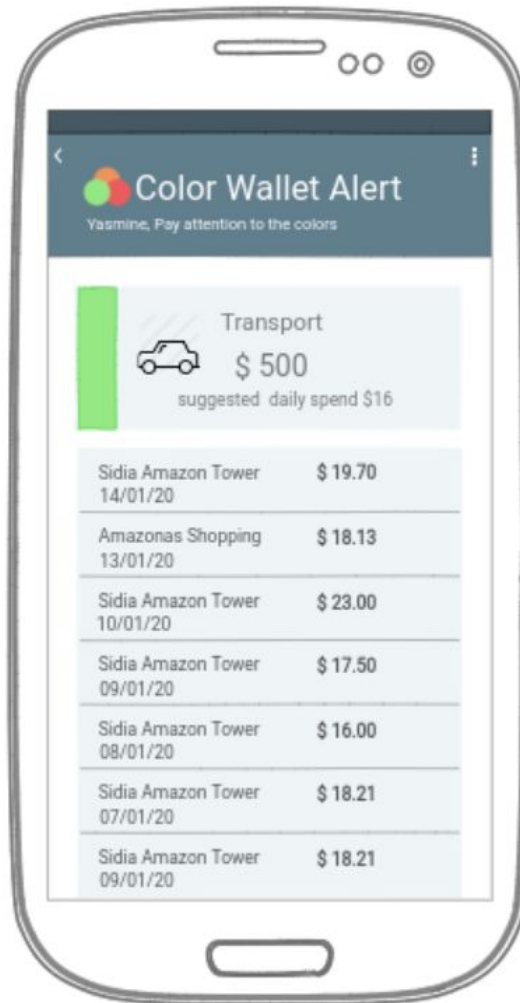 Color Wallet Alert
Yasmine, Pay attention to the colors
Transport
$ 500
suggested daily spend $16
Sidia Amazon Tower $ 19.70
14/01/20
Amazonas Shopping $ 18.13
13/01/20
Sidia Amazon Tower $ 23.00
10/01/20
Sidia Amazon Tower $ 17.50
09/01/20
Sidia Amazon Tower $ 16.00
08/01/20
Sidia Amazon Tower $ 18.21
07/01/20
Sidia Amazon Tower $ 18.21
09/01/20